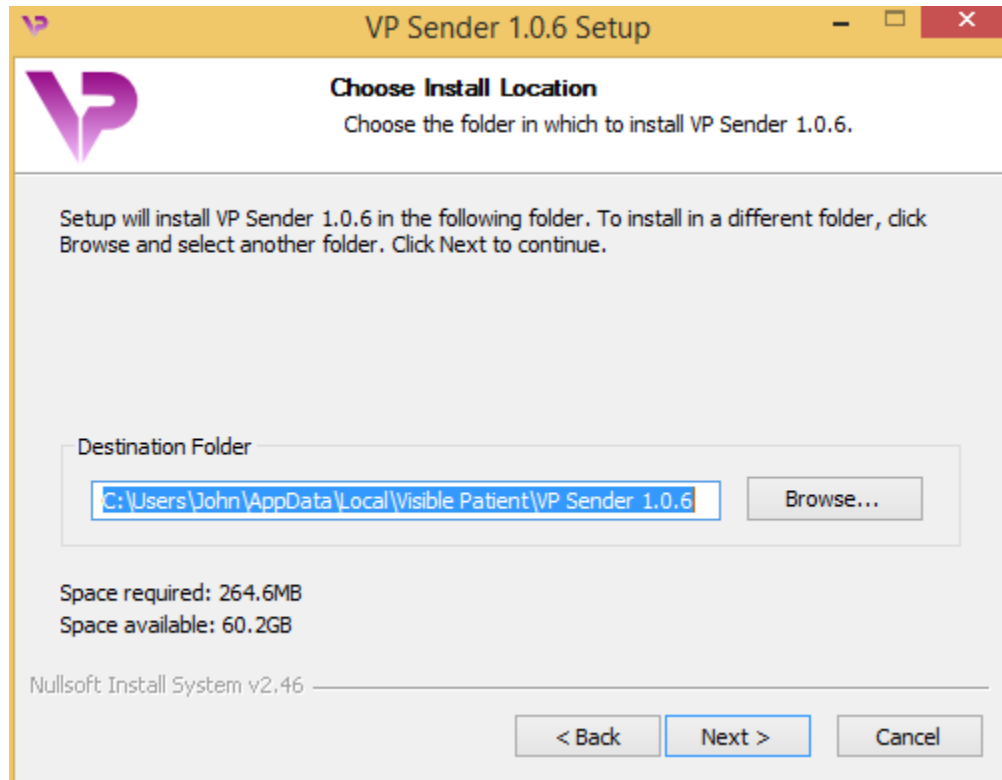 VP Sender 1.0.6 Setup
VP
Choose Install Location
Choose the folder in which to install VP Sender 1.0.6.
Setup will install VP Sender 1.0.6 in the following folder. To install in a different folder, click
Browse and select another folder. Click Next to continue.
Destination Folder
C:\Users\John\AppData\Local\Visible Patient\VP Sender 1.0.6
Browse...
Space required: 264.6MB
Space available: 60.2GB
Nullsoft Install System v2.46
< Back
Next >
Cancel